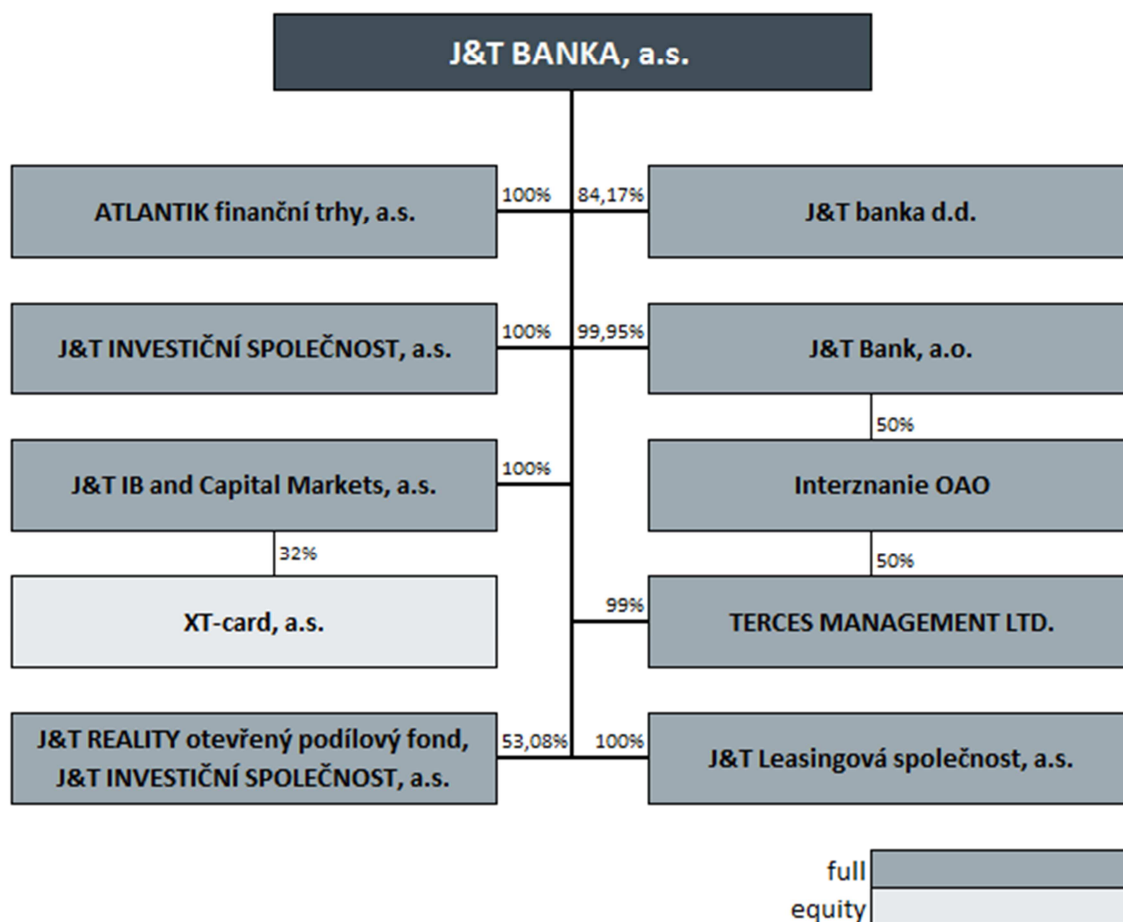 J&T BANKA, a.s.
ATLANTIK finanční trhy, a.s.
100%
84,17%
J&T banka d.d.
J&T INVESTIČNÍ SPOLEČNOST, a.s.
100%
99,95%
J&T Bank, a.o.
50%
J&T IB and Capital Markets, a.s.
100%
Interznanie OAO
32%
50%
XT-card, a.s.
99%
TERCES MANAGEMENT LTD.
J&T REALITY otevřený podílový fond,
J&T INVESTIČNÍ SPOLEČNOST, a.s.
53,08%
100%
J&T Leasingová společnost, a.s.
full
equity